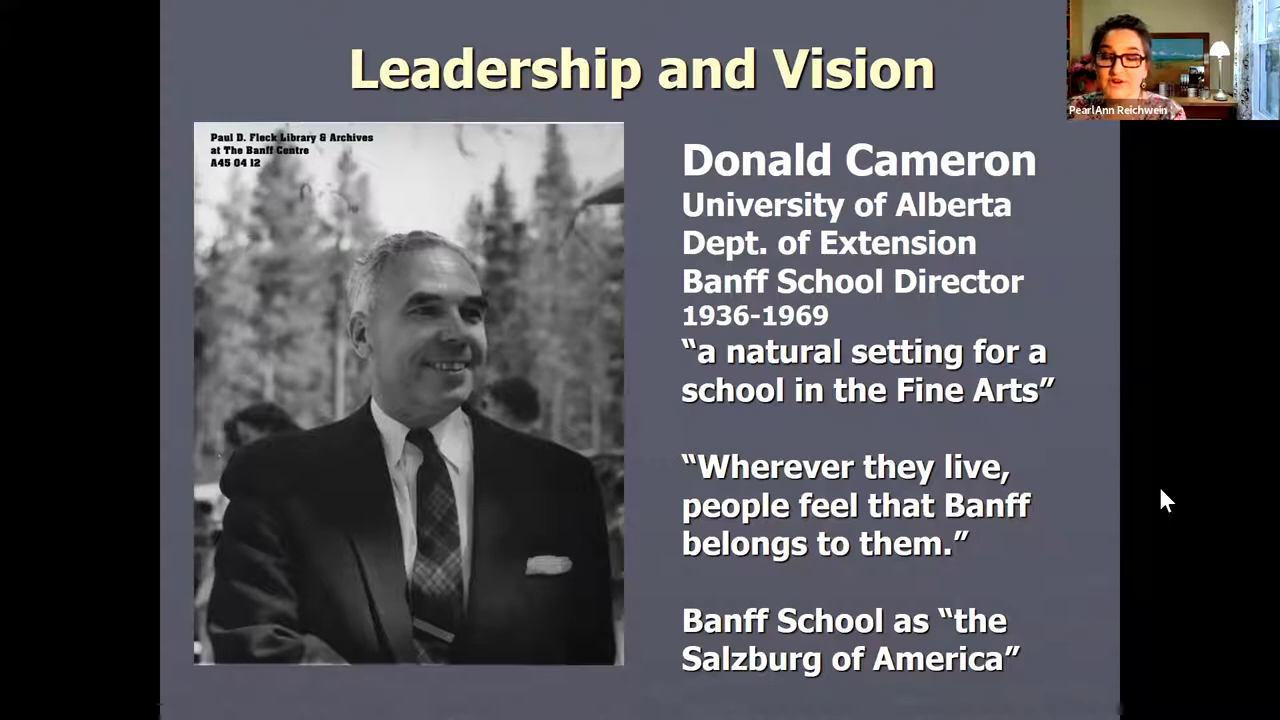 Leadership and Vision
Paul D. Fleck Library & Archives
at The Banff Centre
A45 04 12
PearlAnn Reichwein
Donald Cameron
University of Alberta
Dept. of Extension
Banff School Director
1936-1969
“a natural setting for a
school in the Fine Arts”
“Wherever they live,
people feel that Banff
belongs to them.”
Banff School as “the
Salzburg of America”